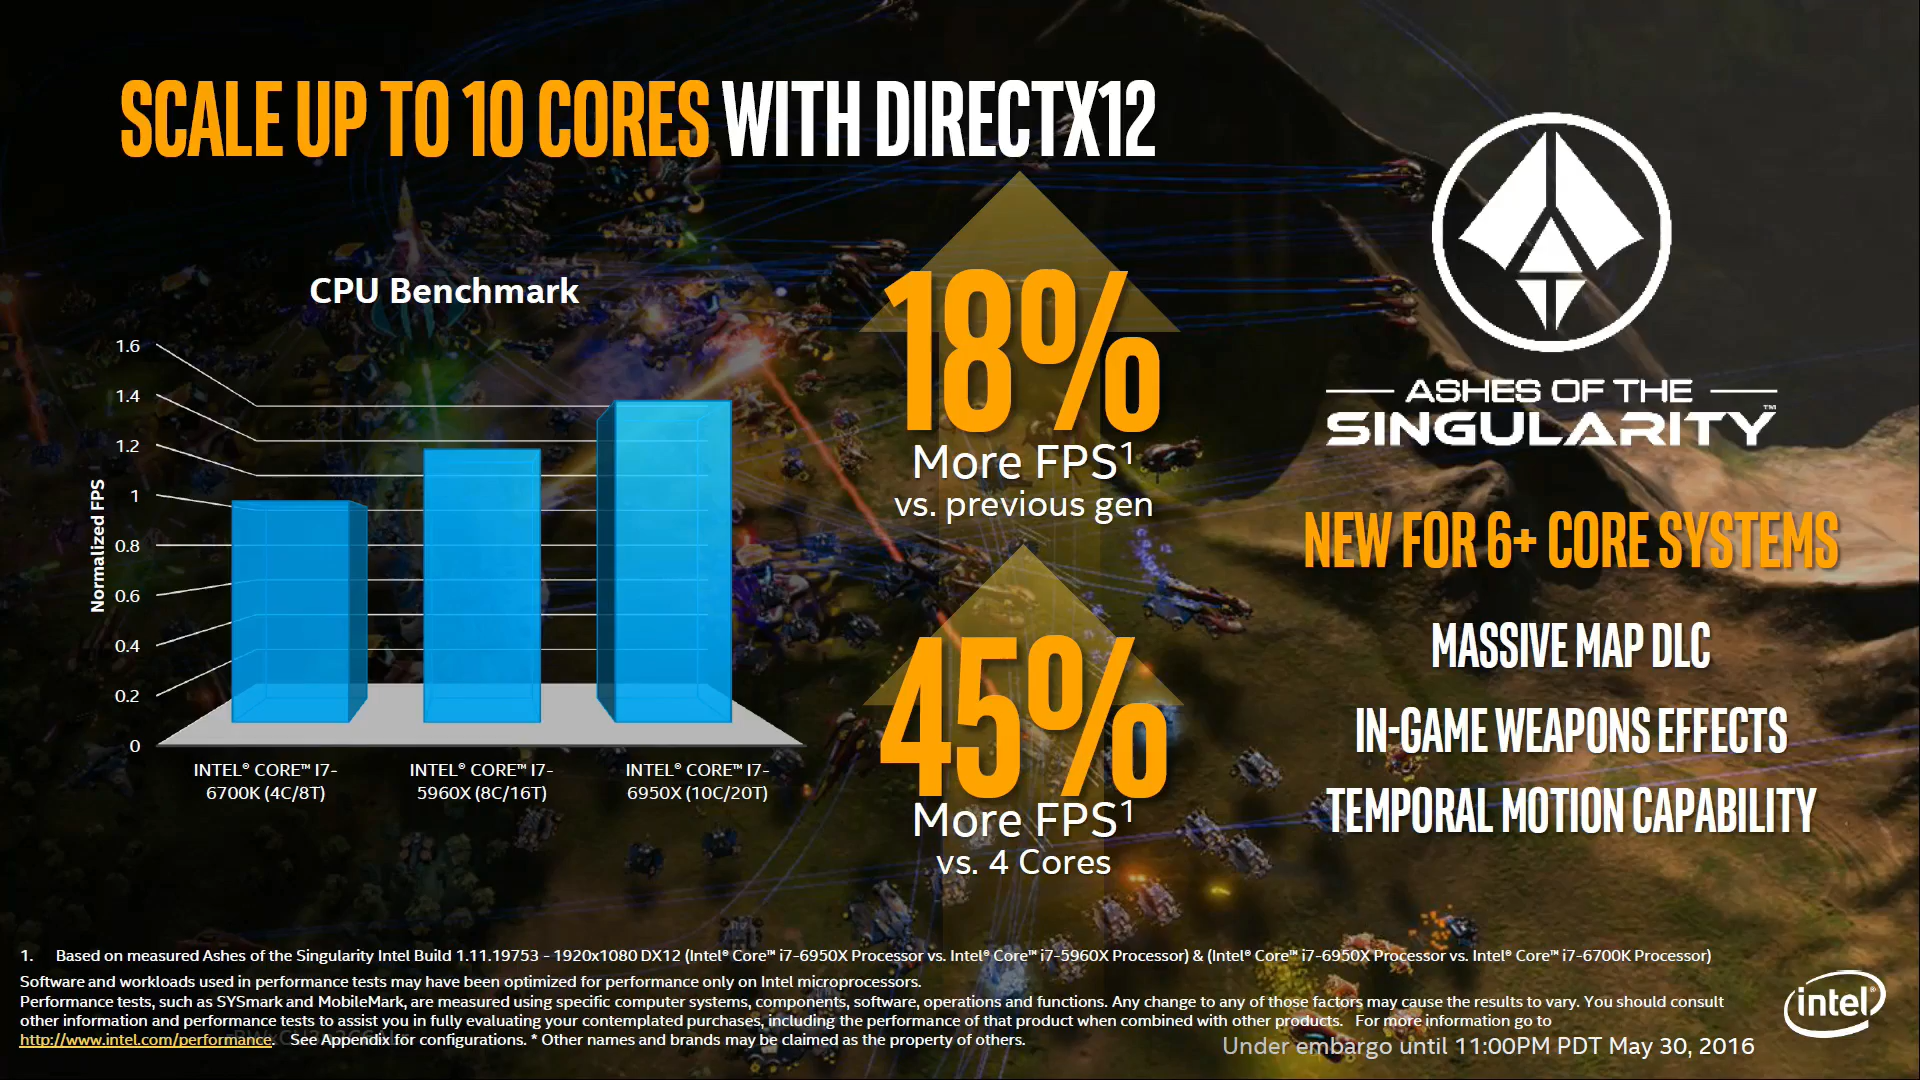 SCALE UP TO 10 CORES WITH DIRECTX12
CPU Benchmark
Normalized FPS
1.6
1.4
1.2
1
0.8
0.6
0.4
0.2
0
INTEL® CORE™ I7-
6700K (4C/8T)
INTEL® CORE™ I7-
5960X (8C/16T)
INTEL® CORE™ I7-
6950X (10C/20T)
18%
More FPS¹
vs. previous gen
45%
More FPS¹
vs. 4 Cores
ASHES OF THE
SINGULARITY™
NEW FOR 6+ CORE SYSTEMS
MASSIVE MAP DLC
IN-GAME WEAPONS EFFECTS
TEMPORAL MOTION CAPABILITY
1. Based on measured Ashes of the Singularity Intel Build 1.11.19753 - 1920x1080 DX12 (Intel® Core™ i7-6950X Processor vs. Intel® Core™ i7-5960X Processor) & (Intel® Core™ i7-6950X Processor vs. Intel® Core™ i7-6700K Processor)
Software and workloads used in performance tests may have been optimized for performance only on Intel microprocessors.
Performance tests, such as SYSmark and MobileMark, are measured using specific computer systems, components, software, operations and functions. Any change to any of those factors may cause the results to vary. You should consult
other information and performance tests to assist you in fully evaluating your contemplated purchases, including the performance of that product when combined with other products. For more information go to
http://www.intel.com/performance. See Appendix for configurations. * Other names and brands may be claimed as the property of others.
Under embargo until 11:00PM PDT May 30, 2016
intel®